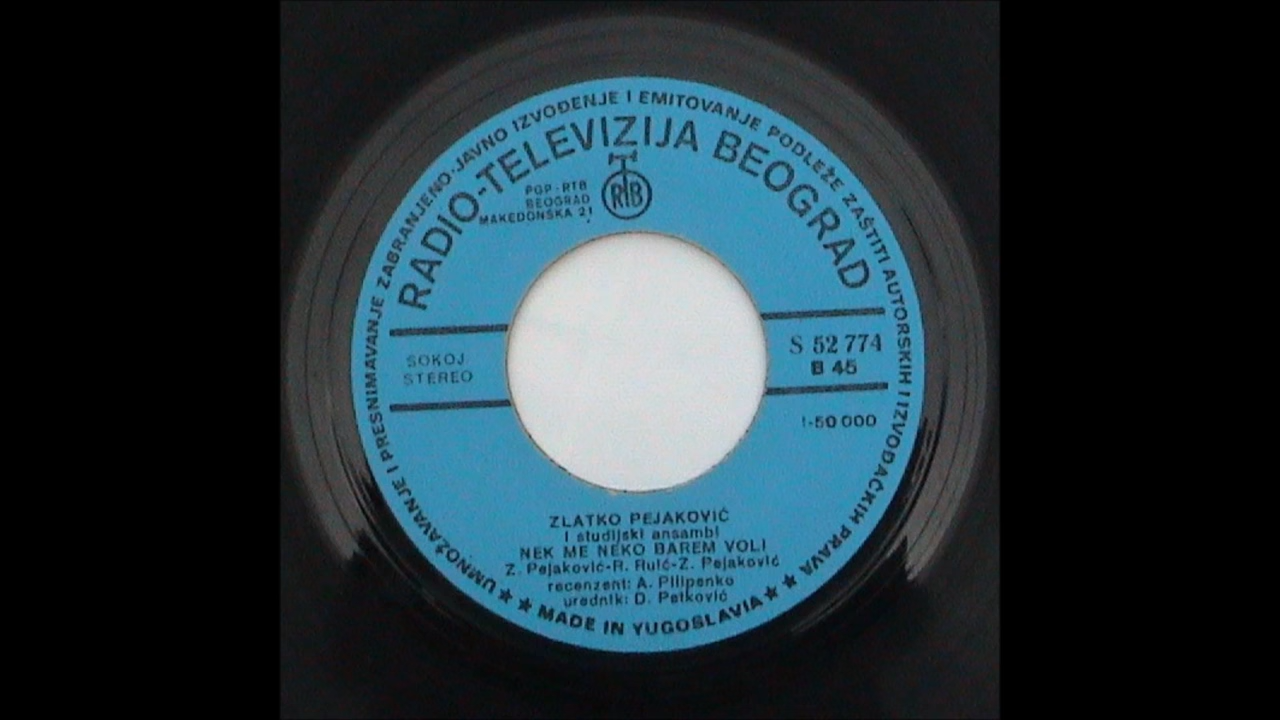 UMNOŽAVANJE I PRESNIMAVANJE ZABRANJENO·JAVNO IZVOĐENJE I EMITOVANJE PODLEŽE ZAŠTITI AUTORSKIH I IZVOĐAČKIH PRAVA
RADIO-TELEVIZIJA BEOGRAD
PGP-RTB
BEOGRAD
MAKEDONSKA 21
RTB
SOKOJ
STEREO
S 52 774
B 45
I-50 000
ZLATKO PEJAKOVIĆ
i studijski ansambl
NEK ME NEKO BAREM VOLI
Z. Pejaković-R. Ruić-Z. Pejaković
recenzent: A. Pilipenko
urednik: D. Petković
★★ MADE IN YUGOSLAVIA ★★